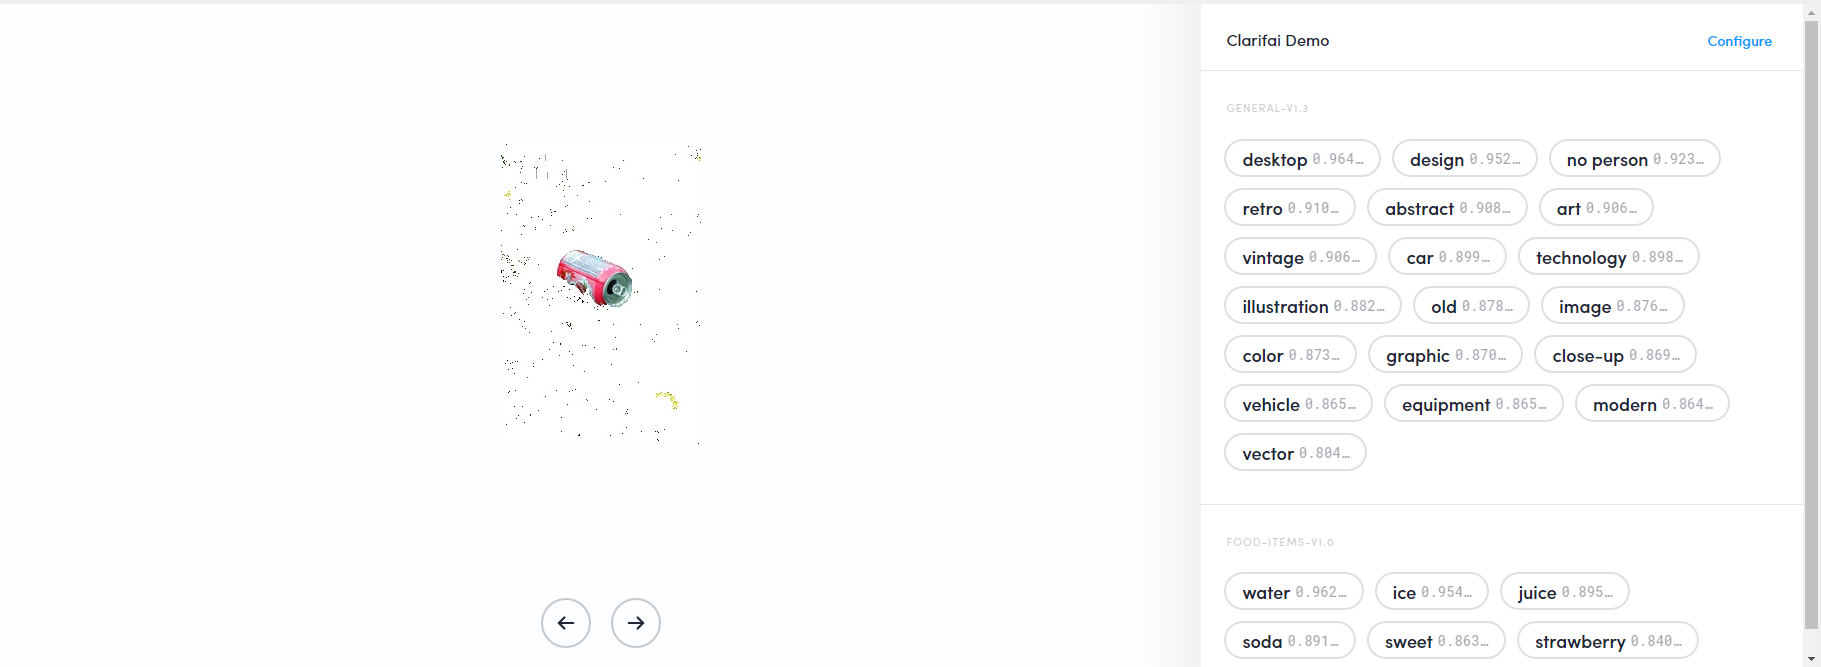 Clarifai Demo
Configure
GENERAL-V1.3
desktop 0.964… design 0.952… no person 0.923…
retro 0.910… abstract 0.908… art 0.906…
vintage 0.906… car 0.899… technology 0.898…
illustration 0.882… old 0.878… image 0.876…
color 0.873… graphic 0.870… close-up 0.869…
vehicle 0.865… equipment 0.865… modern 0.864…
vector 0.804…
FOOD-ITEMS-V1.0
water 0.962… ice 0.954… juice 0.895…
soda 0.891… sweet 0.863… strawberry 0.840…